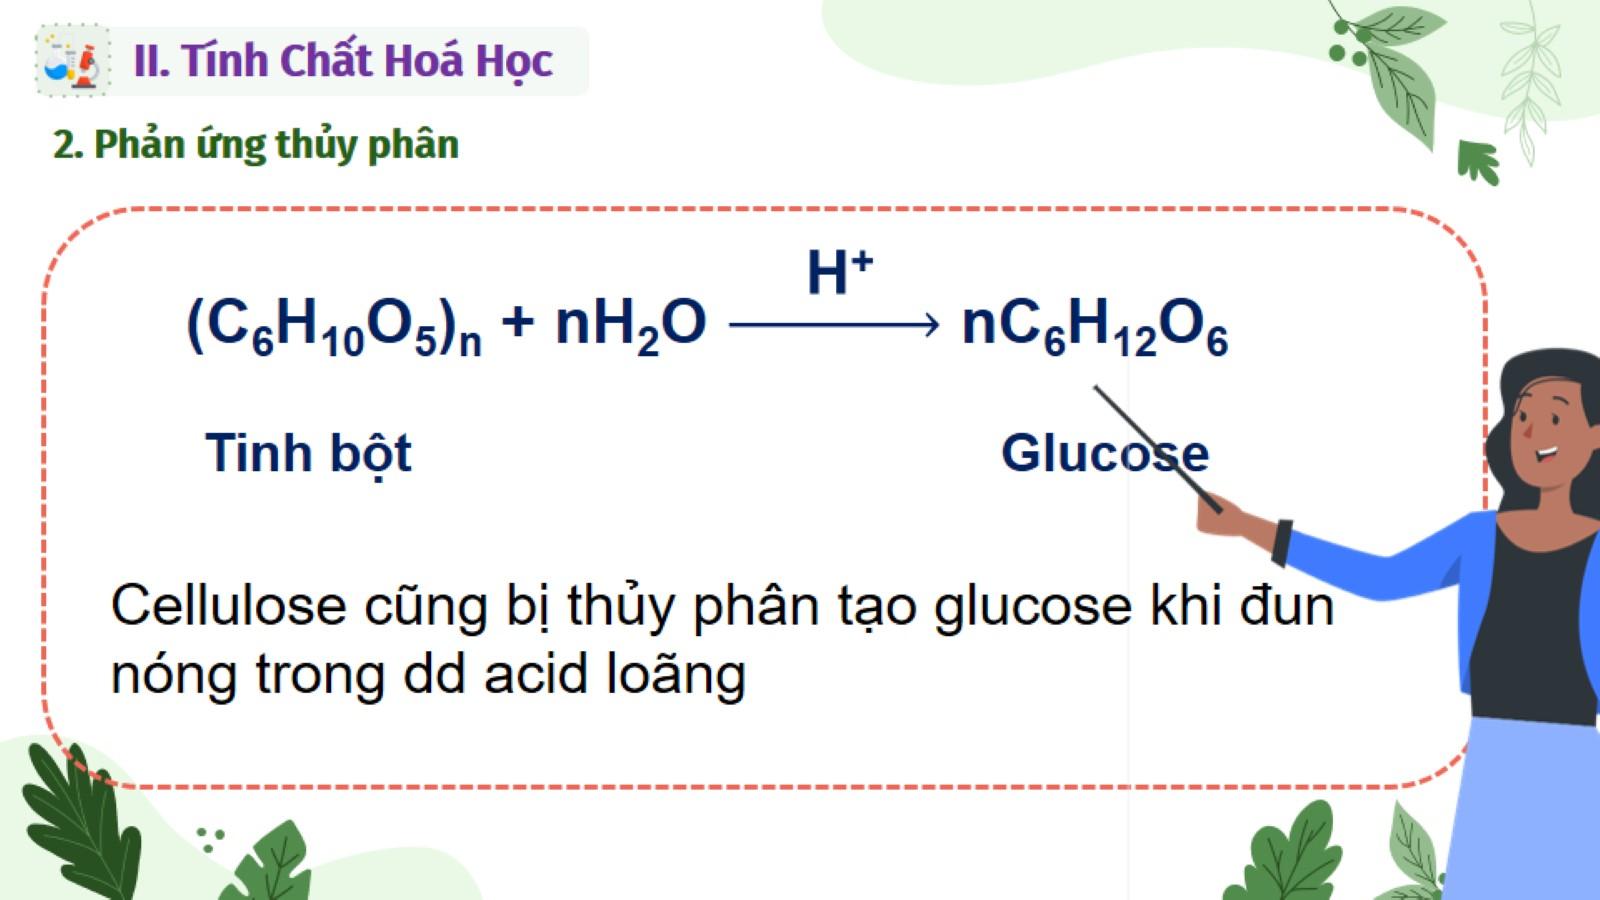 II. Tính Chất Hoá Học
2. Phản ứng thủy phân
H⁺
(C₆H₁₀O₅)ₙ + nH₂O ⟶ nC₆H₁₂O₆
Tinh bột Glucose
Cellulose cũng bị thủy phân tạo glucose khi đun
nóng trong dd acid loãng